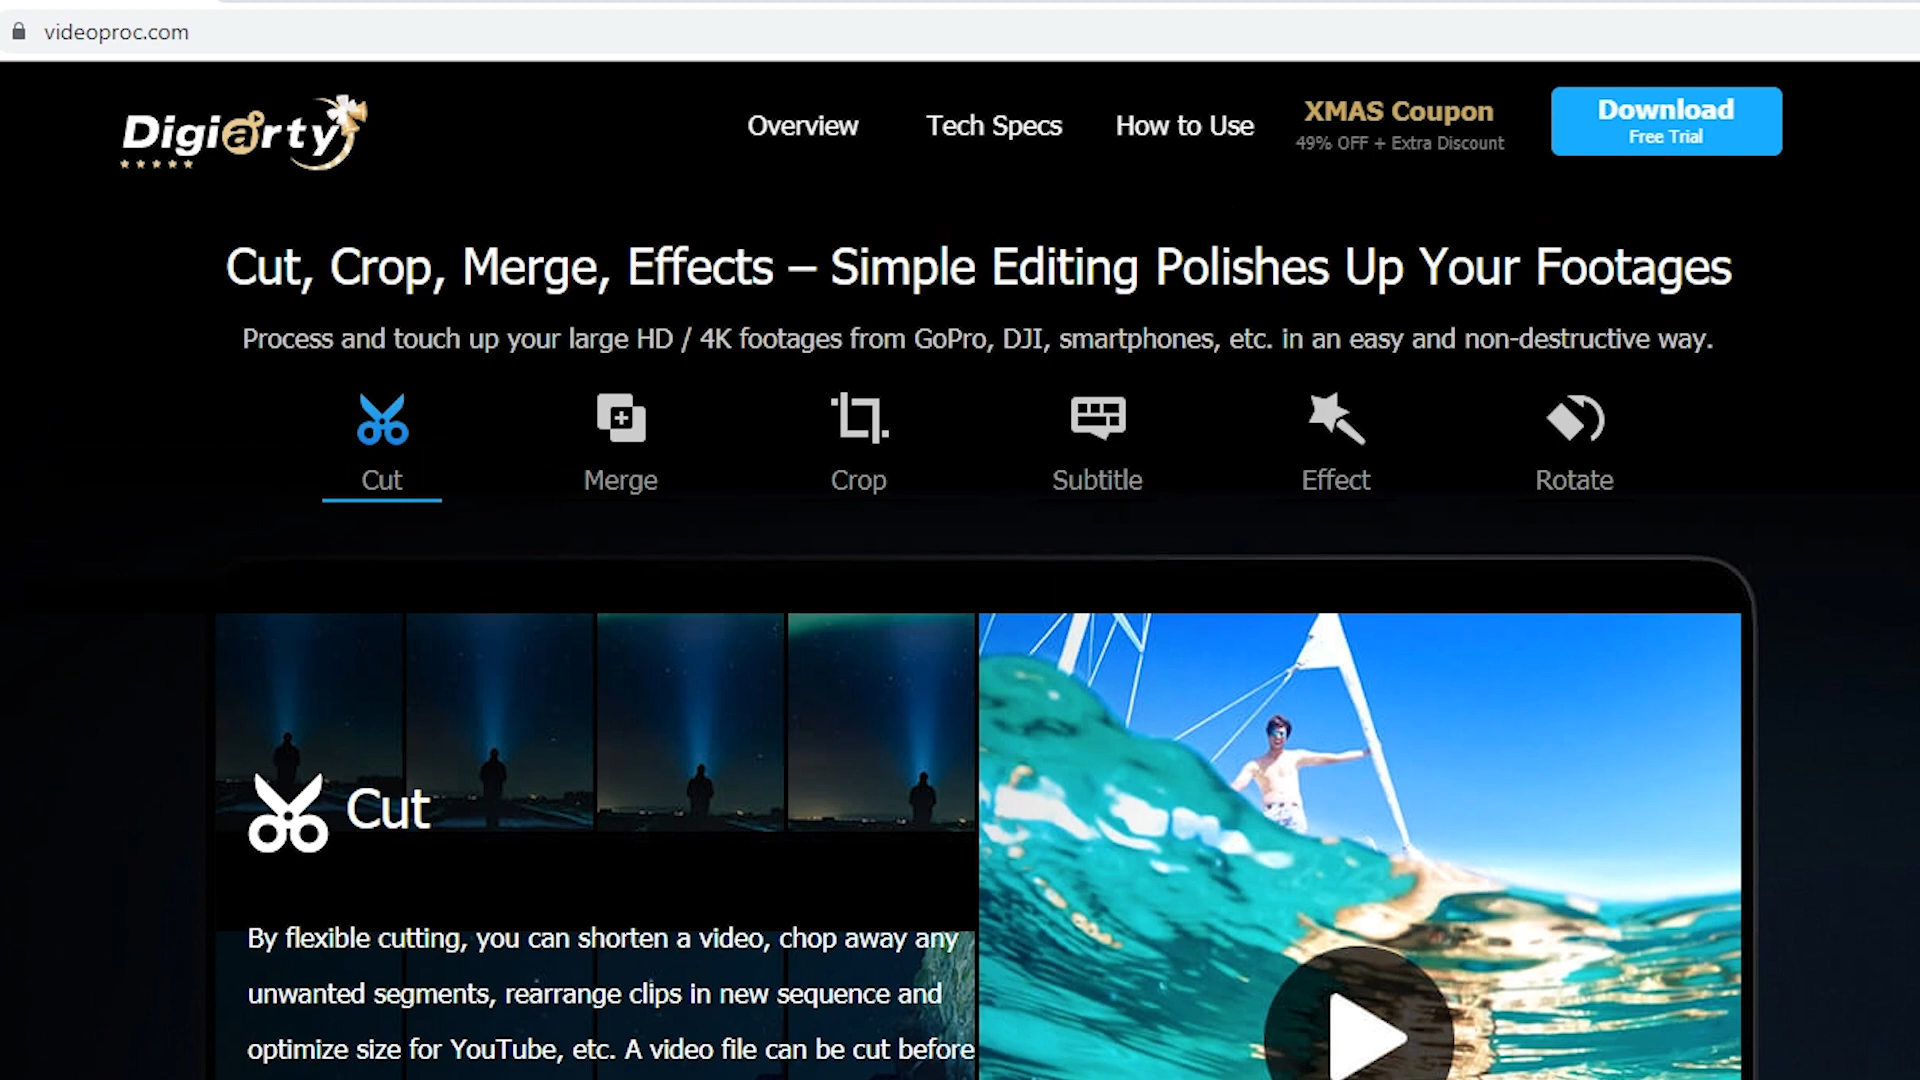 videoproc.com
Digiarty
Overview
Tech Specs
How to Use
XMAS Coupon
49% OFF + Extra Discount
Download
Free Trial
Cut, Crop, Merge, Effects – Simple Editing Polishes Up Your Footages
Process and touch up your large HD / 4K footages from GoPro, DJI, smartphones, etc. in an easy and non-destructive way.
Cut
Merge
Crop
Subtitle
Effect
Rotate
Cut
By flexible cutting, you can shorten a video, chop away any
unwanted segments, rearrange clips in new sequence and
optimize size for YouTube, etc. A video file can be cut before